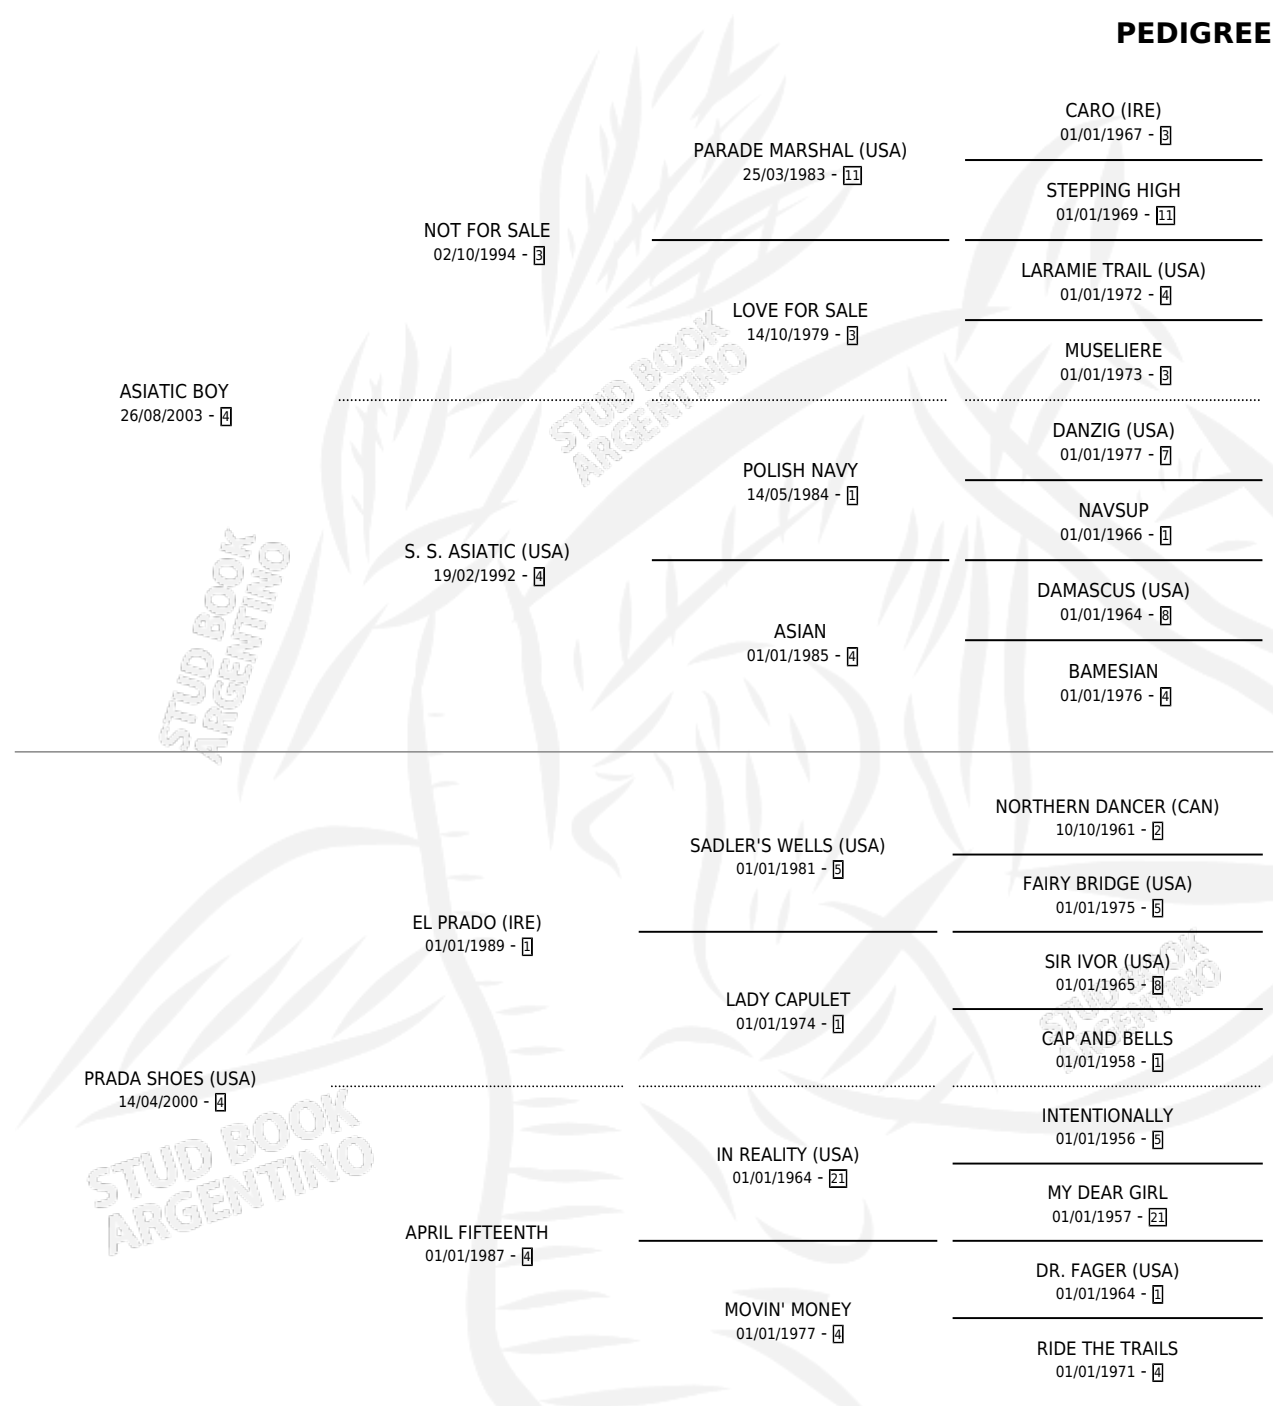 PEDIGREE
CARO (IRE)
01/01/1967 - 3
PARADE MARSHAL (USA)
25/03/1983 - 11
STEPPING HIGH
01/01/1969 - 11
NOT FOR SALE
02/10/1994 - 3
LARAMIE TRAIL (USA)
01/01/1972 - 4
LOVE FOR SALE
14/10/1979 - 3
MUSELIERE
01/01/1973 - 3
ASIATIC BOY
26/08/2003 - 4
DANZIG (USA)
01/01/1977 - 7
POLISH NAVY
14/05/1984 - 1
NAVSUP
01/01/1966 - 1
S. S. ASIATIC (USA)
19/02/1992 - 4
DAMASCUS (USA)
01/01/1964 - 8
ASIAN
01/01/1985 - 4
BAMESIAN
01/01/1976 - 4
NORTHERN DANCER (CAN)
10/10/1961 - 2
SADLER'S WELLS (USA)
01/01/1981 - 5
FAIRY BRIDGE (USA)
01/01/1975 - 5
EL PRADO (IRE)
01/01/1989 - 1
SIR IVOR (USA)
01/01/1965 - 8
LADY CAPULET
01/01/1974 - 1
CAP AND BELLS
01/01/1958 - 1
PRADA SHOES (USA)
14/04/2000 - 4
INTENTIONALLY
01/01/1956 - 5
IN REALITY (USA)
01/01/1964 - 21
MY DEAR GIRL
01/01/1957 - 21
APRIL FIFTEENTH
01/01/1987 - 4
DR. FAGER (USA)
01/01/1964 - 1
MOVIN' MONEY
01/01/1977 - 4
RIDE THE TRAILS
01/01/1971 - 4
STUD BOOK
ARGENTINO
STUD BOOK
ARGENTINO
STUD BOOK
ARGENTINO
STUD BOOK
ARGENTINO